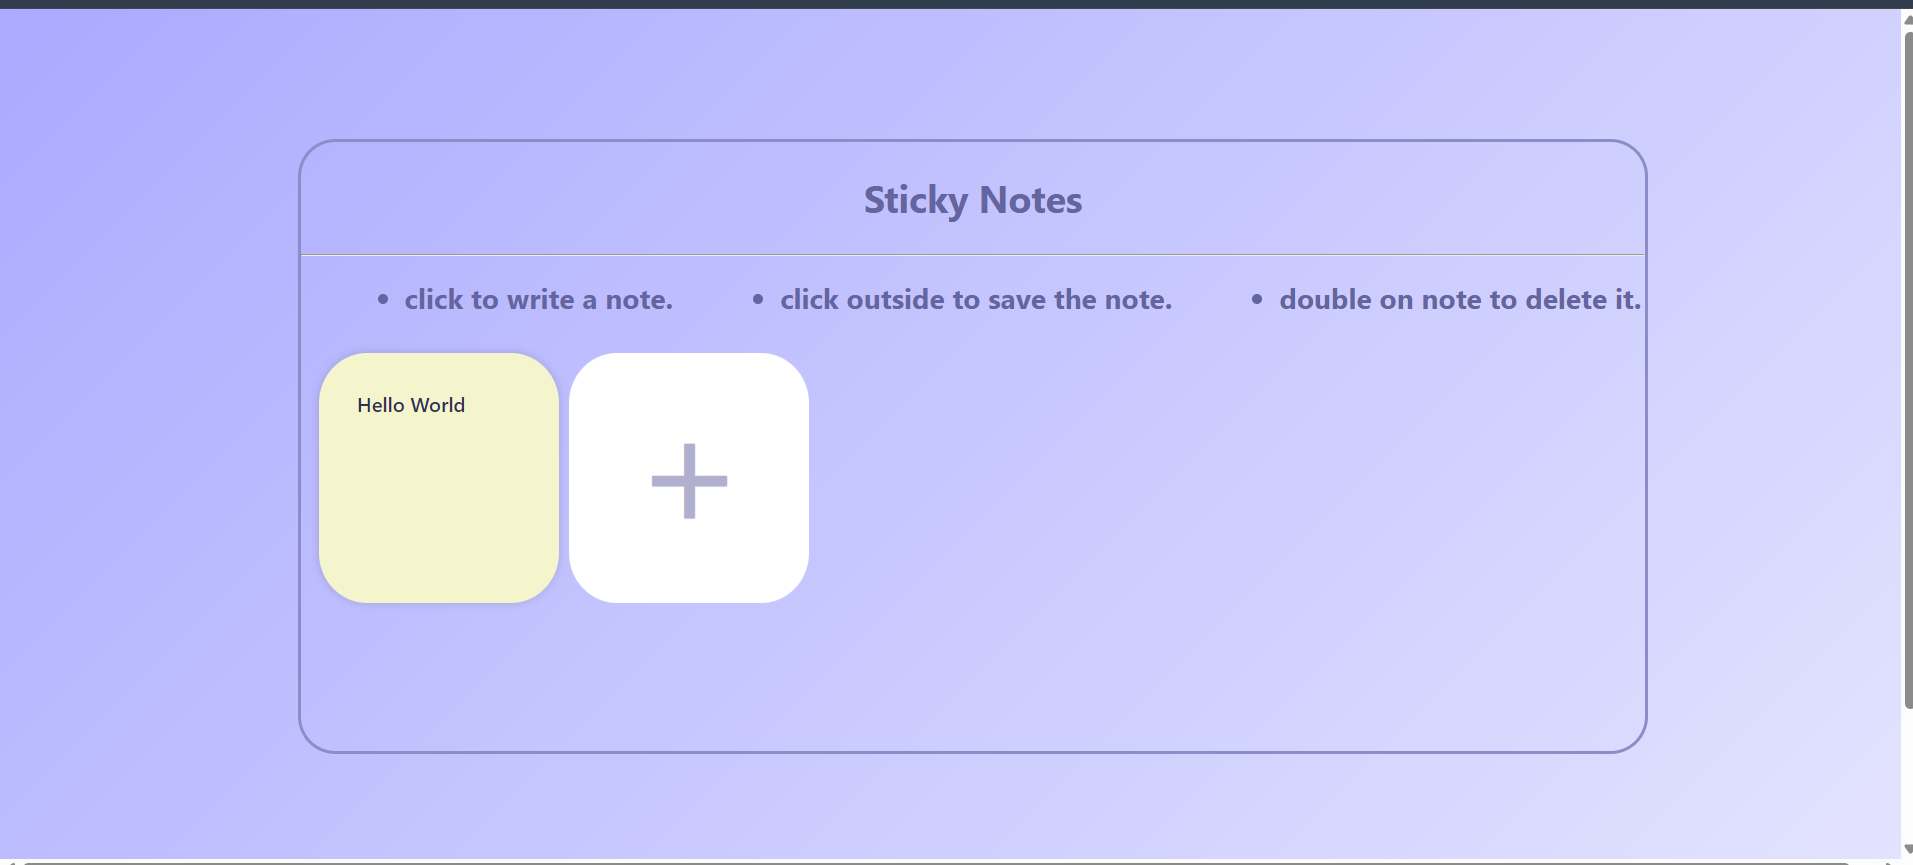 Sticky Notes
click to write a note.
click outside to save the note.
double on note to delete it.
Hello World